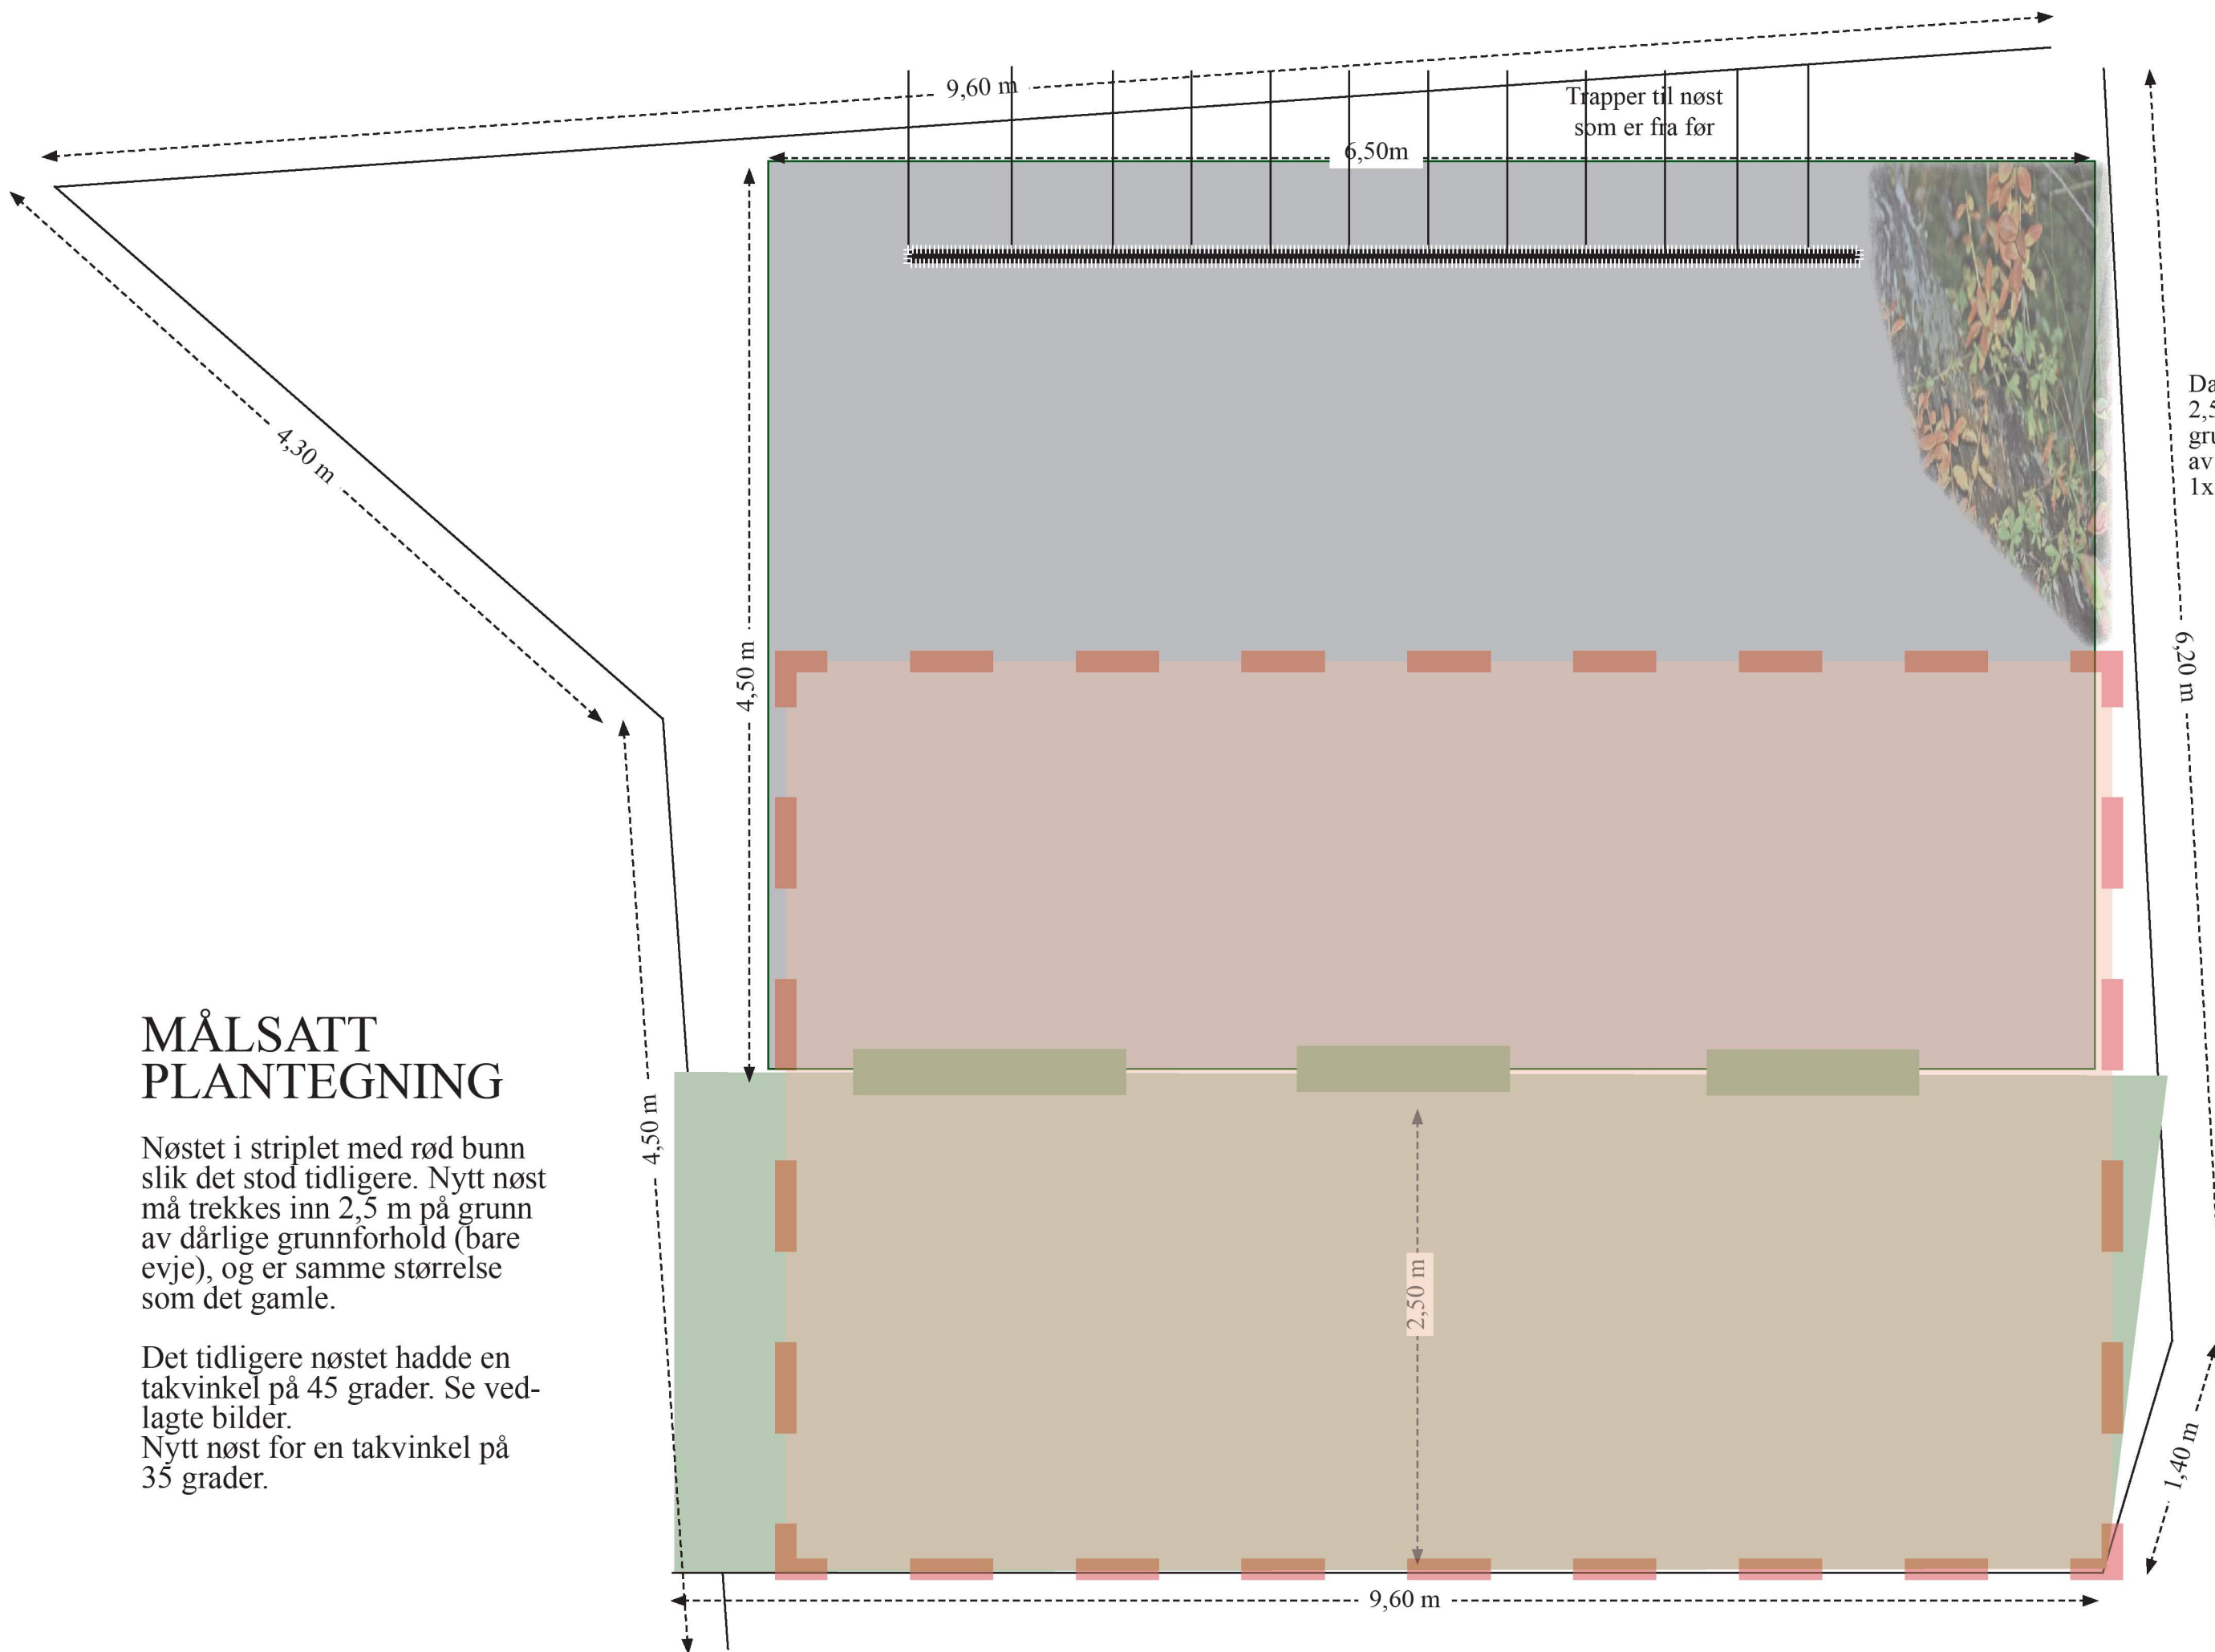 9,60 m
Trapper til nøst
som er fra før
6,50m
4,30 m
4,50 m
6,20 m
2,5
av
1x
MÅLSATT
PLANTEGNING
Nøstet i striplet med rød bunn
slik det stod tidligere. Nytt nøst
må trekkes inn 2,5 m på grunn
av dårlige grunnforhold (bare
evje), og er samme størrelse
som det gamle.
Det tidligere nøstet hadde en
takvinkel på 45 grader. Se ved-
lagte bilder.
Nytt nøst for en takvinkel på
35 grader.
4,50 m
2,50 m
1,40 m
9,60 m